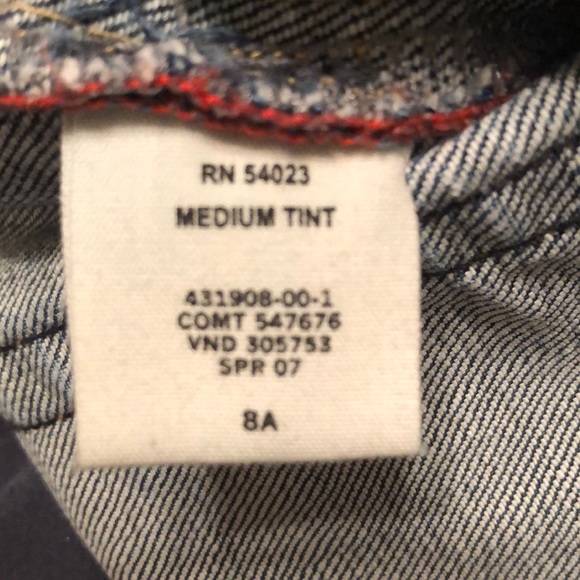 RN 54023
MEDIUM TINT
431908-00-1
COMT 547676
VND 305753
SPR 07
8A